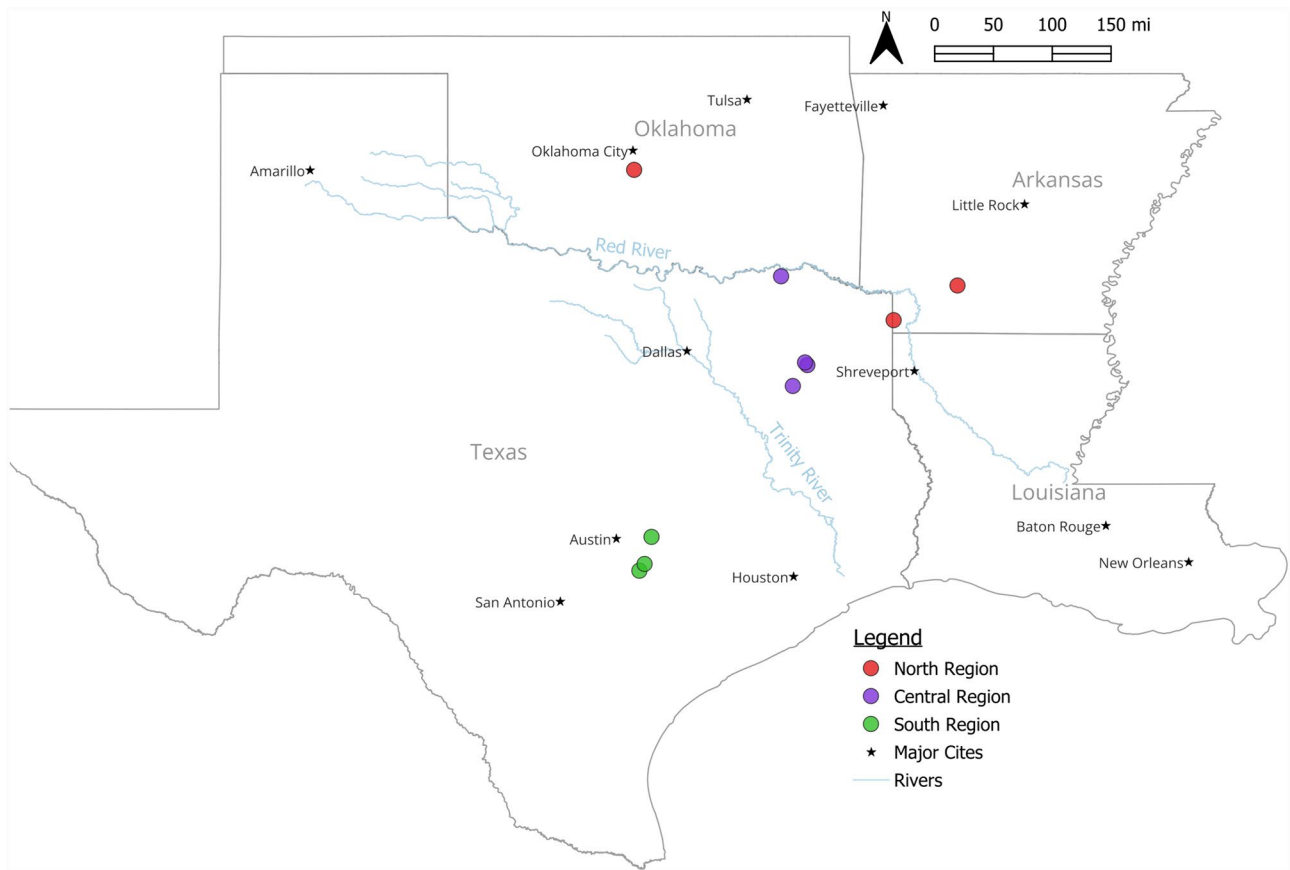 N
0 50 100 150 mi
Tulsa
Fayetteville
Oklahoma
Oklahoma City
Amarillo
Arkansas
Little Rock
Red River
Dallas
Shreveport
Trinity River
Texas
Louisiana
Baton Rouge
Austin
New Orleans
Houston
San Antonio
Legend
North Region
Central Region
South Region
Major Cites
Rivers